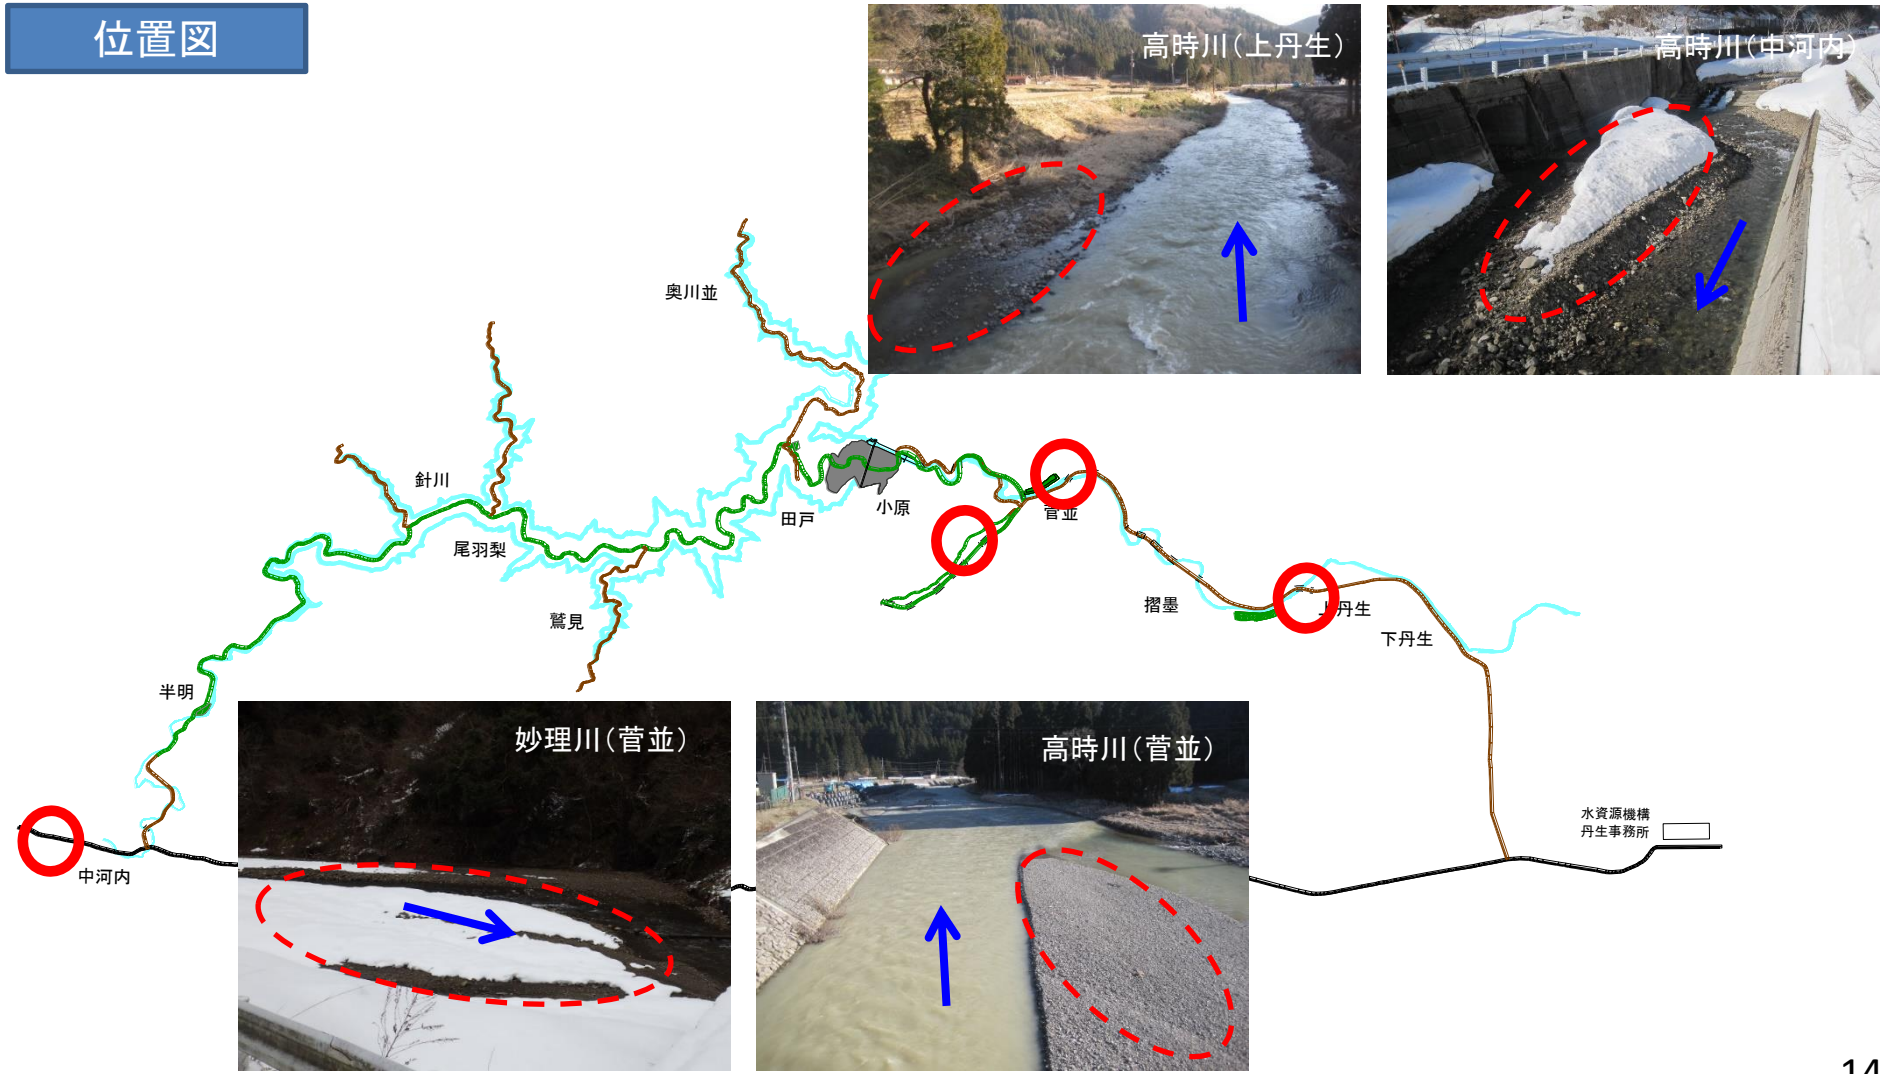 位置図
高時川(上丹生)
高時川(中河内)
奥川並
針川
尾羽梨
田戸
小原
菅並
鷲見
摺墨
上丹生
下丹生
半明
中河内
妙理川(菅並)
高時川(菅並)
水資源機構
丹生事務所
14